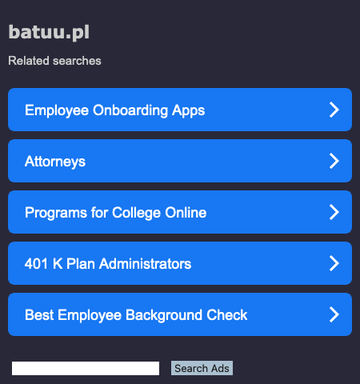 batuu.pl
Related searches
Employee Onboarding Apps
Attorneys
Programs for College Online
401 K Plan Administrators
Best Employee Background Check
Search Ads